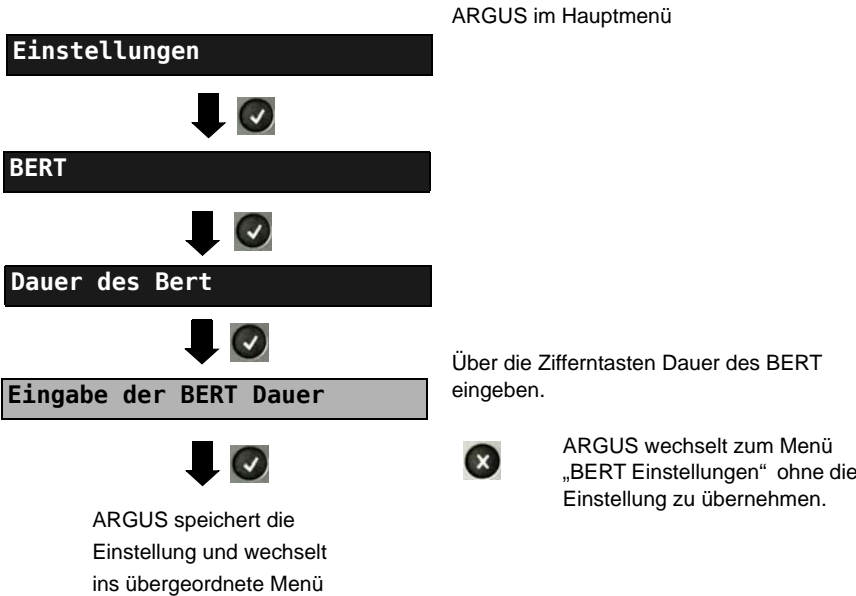 ARGUS im Hauptmenü
Einstellungen
BERT
Dauer des Bert
Eingabe der BERT Dauer
Über die Zifferntasten Dauer des BERT
eingeben.
ARGUS wechselt zum Menü
„BERT Einstellungen“ ohne die
Einstellung zu übernehmen.
ARGUS speichert die
Einstellung und wechselt
ins übergeordnete Menü